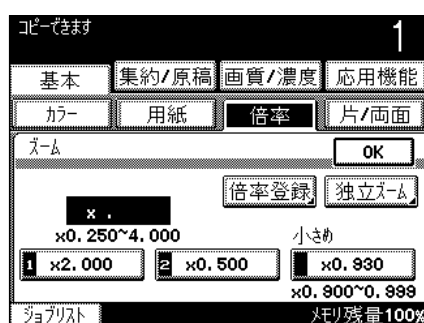 コピーできます
1
基本 集約/原稿 画質/濃度 応用機能
カラー 用紙 倍率 片/両面
ズーム
OK
倍率登録 独立ズーム
x .
x0.250~4.000
小さめ
1 x2.000 2 x0.500 x0.930
x0.900~0.999
ジョブリスト メモリ残量100%